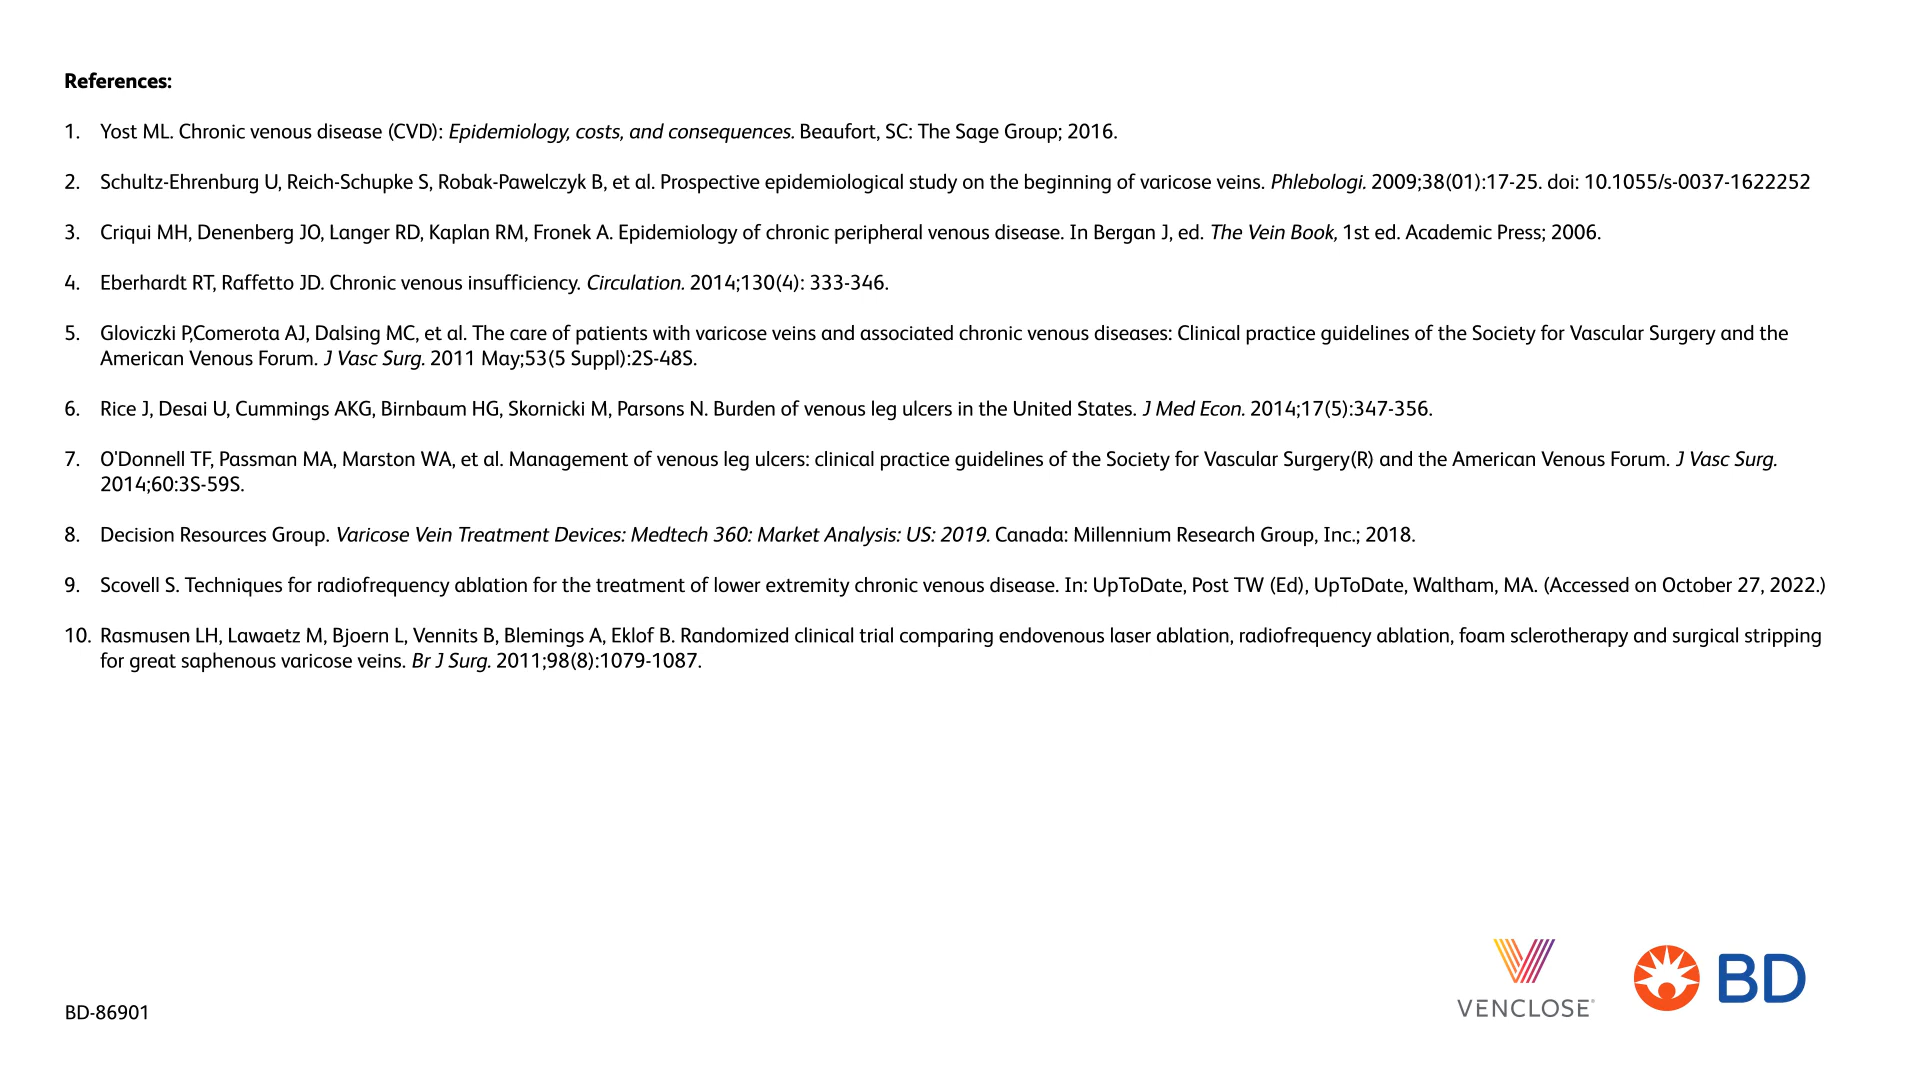 References:
1. Yost ML. Chronic venous disease (CVD): Epidemiology, costs, and consequences. Beaufort, SC: The Sage Group; 2016.
2. Schultz-Ehrenburg U, Reich-Schupke S, Robak-Pawelczyk B, et al. Prospective epidemiological study on the beginning of varicose veins. Phlebologi. 2009;38(01):17-25. doi: 10.1055/s-0037-1622252
3. Criqui MH, Denenberg JO, Langer RD, Kaplan RM, Fronek A. Epidemiology of chronic peripheral venous disease. In Bergan J, ed. The Vein Book, 1st ed. Academic Press; 2006.
4. Eberhardt RT, Raffetto JD. Chronic venous insufficiency. Circulation. 2014;130(4): 333-346.
5. Gloviczki P,Comerota AJ, Dalsing MC, et al. The care of patients with varicose veins and associated chronic venous diseases: Clinical practice guidelines of the Society for Vascular Surgery and the
American Venous Forum. J Vasc Surg. 2011 May;53(5 Suppl):2S-48S.
6. Rice J, Desai U, Cummings AKG, Birnbaum HG, Skornicki M, Parsons N. Burden of venous leg ulcers in the United States. J Med Econ. 2014;17(5):347-356.
7. O'Donnell TF, Passman MA, Marston WA, et al. Management of venous leg ulcers: clinical practice guidelines of the Society for Vascular Surgery(R) and the American Venous Forum. J Vasc Surg.
2014;60:3S-59S.
8. Decision Resources Group. Varicose Vein Treatment Devices: Medtech 360: Market Analysis: US: 2019. Canada: Millennium Research Group, Inc.; 2018.
9. Scovell S. Techniques for radiofrequency ablation for the treatment of lower extremity chronic venous disease. In: UpToDate, Post TW (Ed), UpToDate, Waltham, MA. (Accessed on October 27, 2022.)
10. Rasmusen LH, Lawaetz M, Bjoern L, Vennits B, Blemings A, Eklof B. Randomized clinical trial comparing endovenous laser ablation, radiofrequency ablation, foam sclerotherapy and surgical stripping
for great saphenous varicose veins. Br J Surg. 2011;98(8):1079-1087.
BD-86901
VENCLOSE®
BD